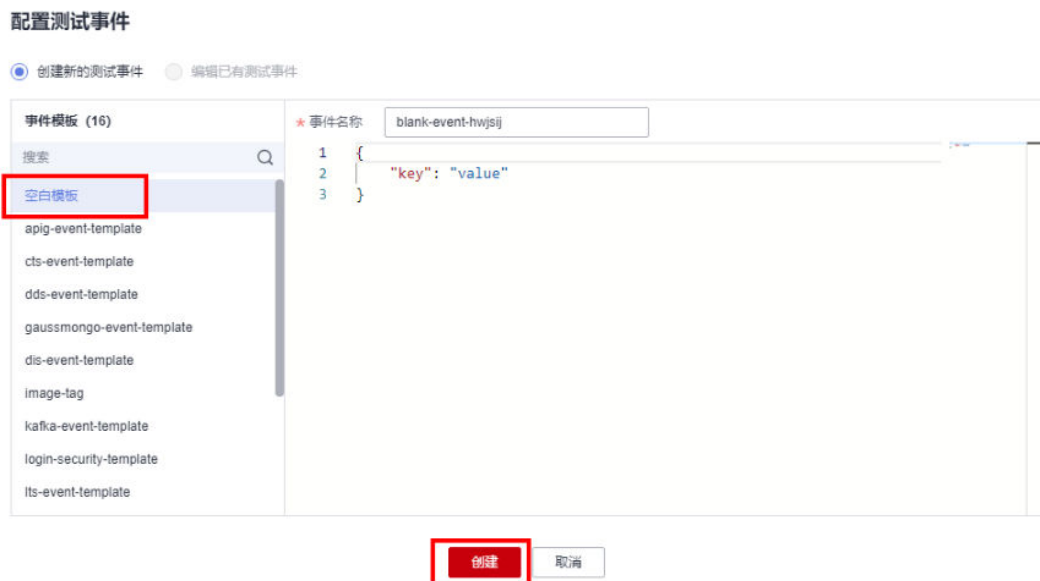 配置测试事件
创建新的测试事件 编辑已有测试事件
事件模板 (16)
搜索
空白模板
apig-event-template
cts-event-template
dds-event-template
gaussmongo-event-template
dis-event-template
image-tag
kafka-event-template
login-security-template
lts-event-template
* 事件名称 blank-event-hwjsij
1 {
2 "key": "value"
3 }
创建 取消